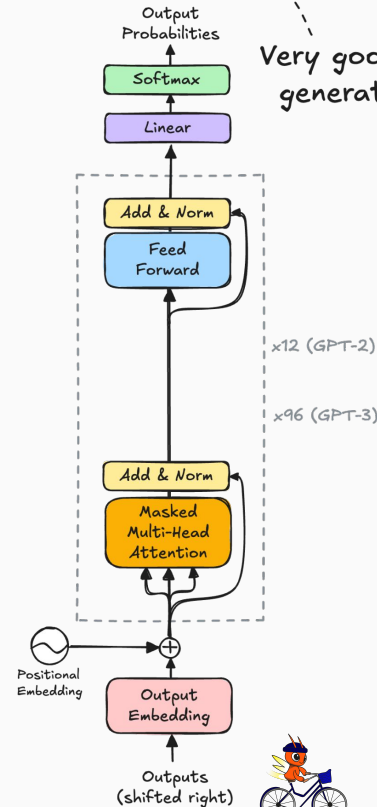 Output
Probabilities
Very
Softmax
Linear
Add & Norm
Feed
Forward
x12 (GPT-2)
x96 (GPT-3)
Add & Norm
Masked
Multi-Head
Attention
Positional
Embedding
Output
Embedding
Outputs
(shifted right)